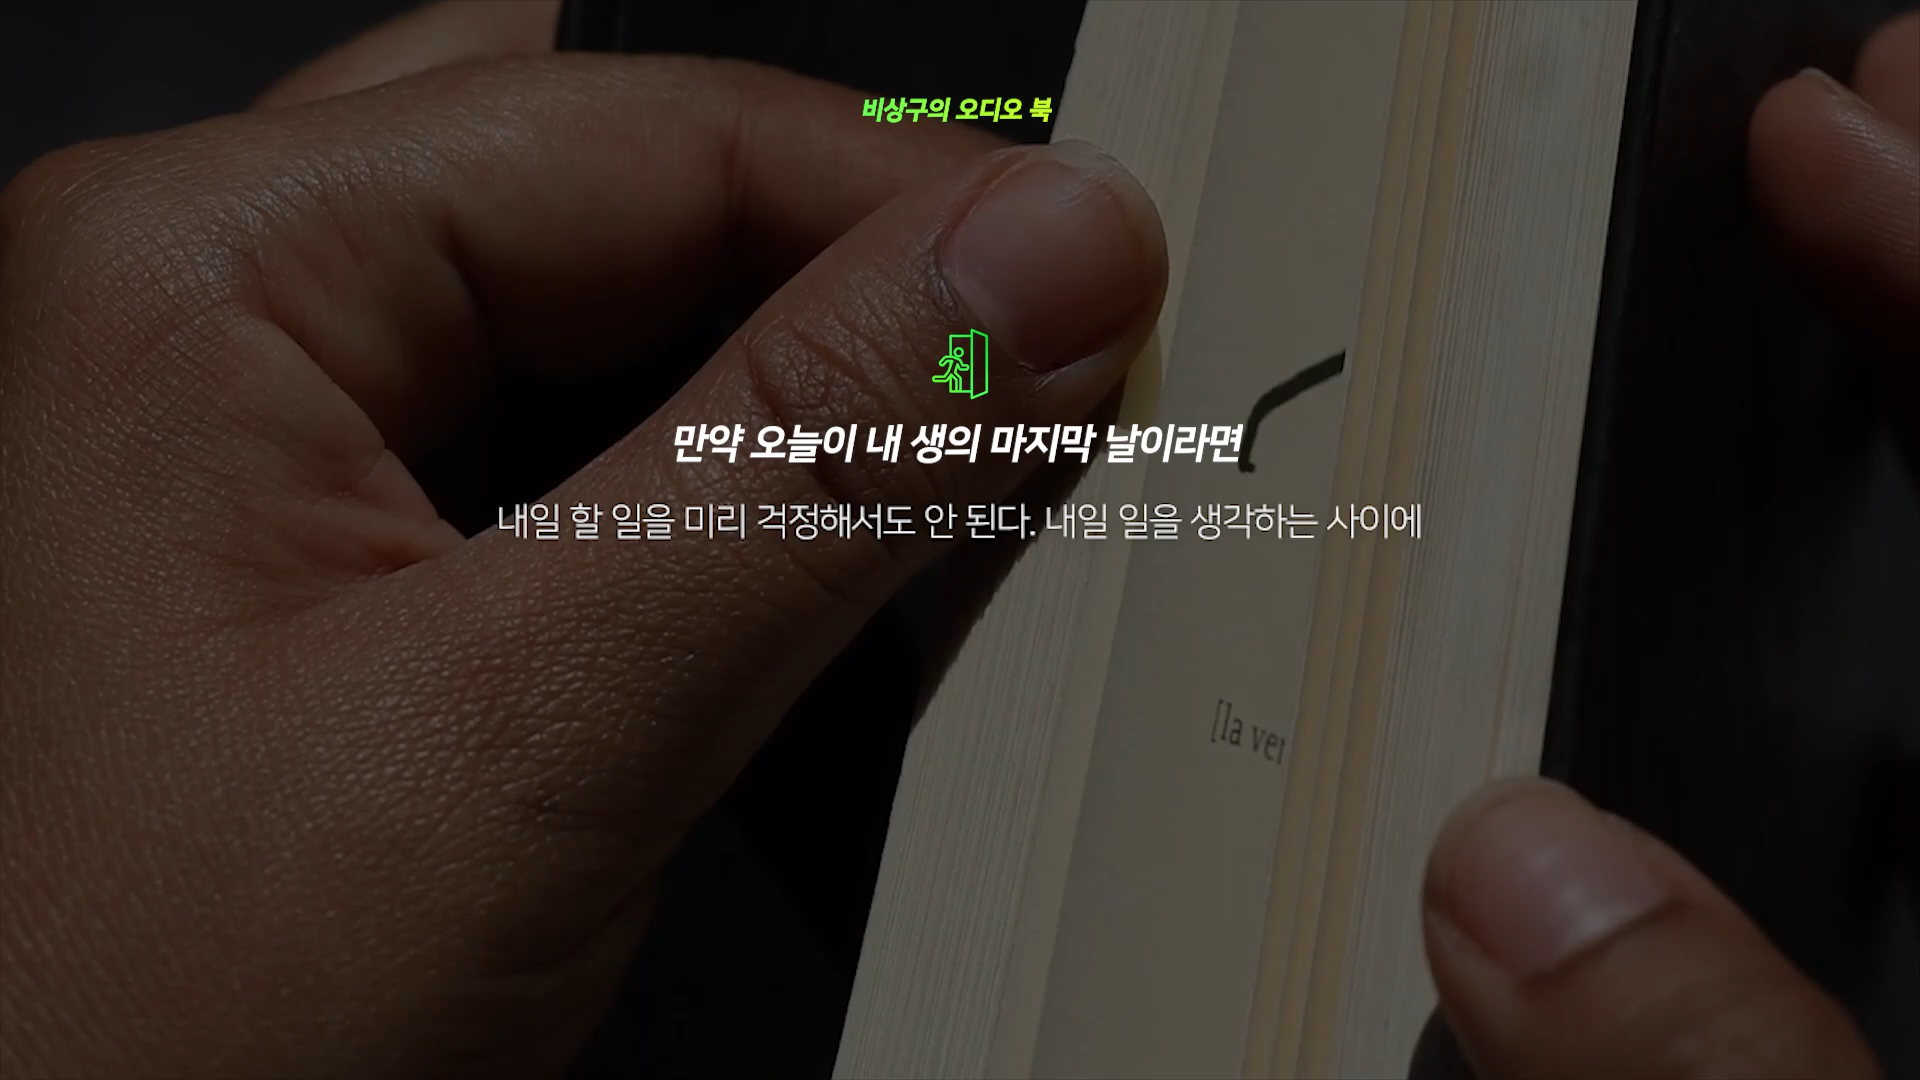 비상구의 오디오 북
만약 오늘이 내 생의 마지막 날이라면
내일 할 일을 미리 걱정해서도 안 된다. 내일 일을 생각하는 사이에
[la ver